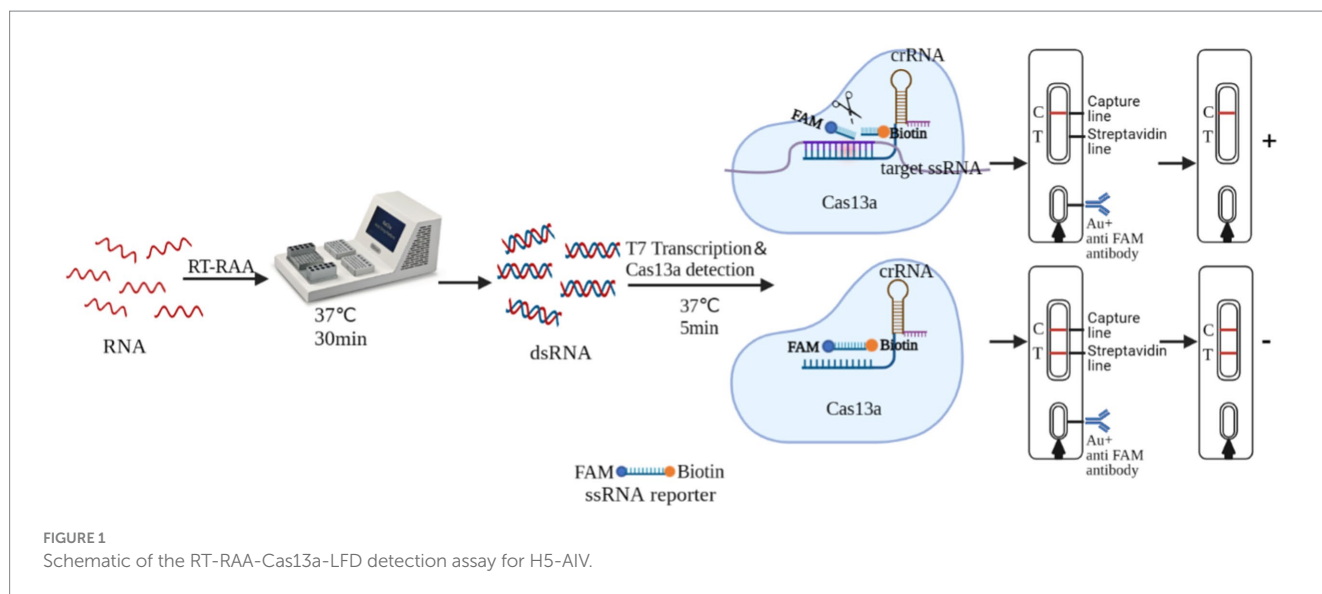 RNA
RT-RAA
37℃
30min
dsRNA
T7 Transcription&
Cas13a detection
37℃
5min
crRNA
FAM
Biotin
target ssRNA
Cas13a
C
T
Capture
line
Streptavidin
line
Au+
anti FAM
antibody
+
crRNA
FAM
Biotin
Cas13a
C
T
Capture
line
Streptavidin
line
Au+
anti FAM
antibody
C
T
C
T
-
FAM
Biotin
ssRNA reporter
FIGURE 1
Schematic of the RT-RAA-Cas13a-LFD detection assay for H5-AIV.